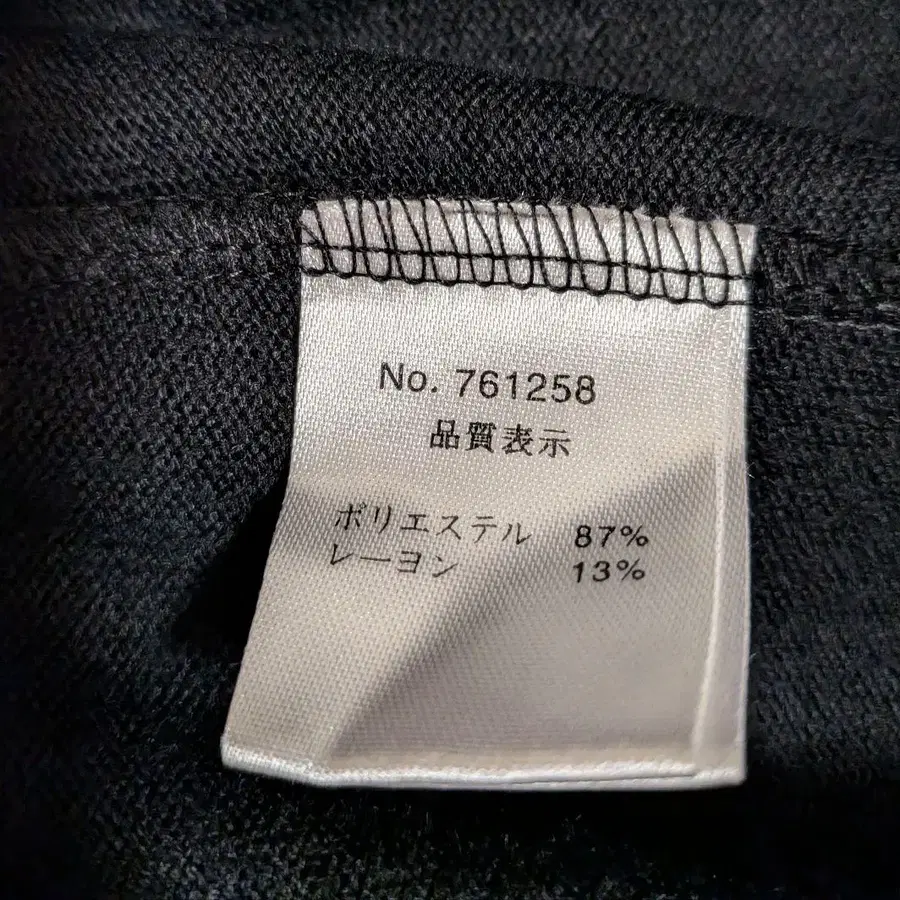 No. 761258
品質表示
ポリエステル 87%
レーヨン 13%